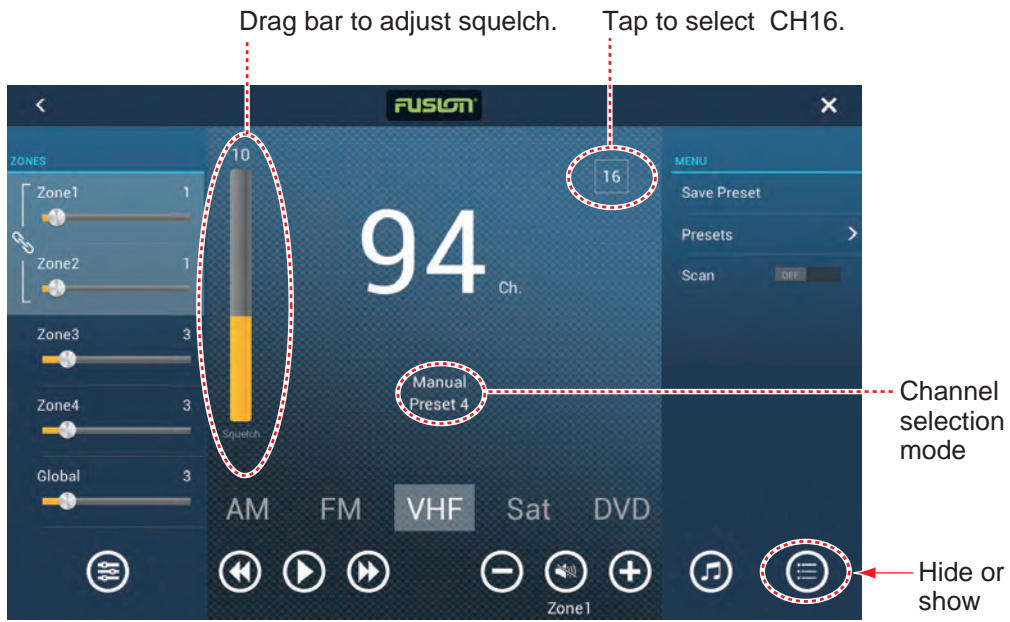 Drag bar to adjust squelch.
Tap to select CH16.
FUSION
ZONES
10
16
MENU
Zone1 1
Save Preset
94 Ch.
Presets
Zone2 1
Scan OFF
Zone3 3
Manual
Preset 4
Channel
selection
mode
Zone4 3
Squelch
Global 3
AM FM VHF Sat DVD
Zone1
Hide or
show